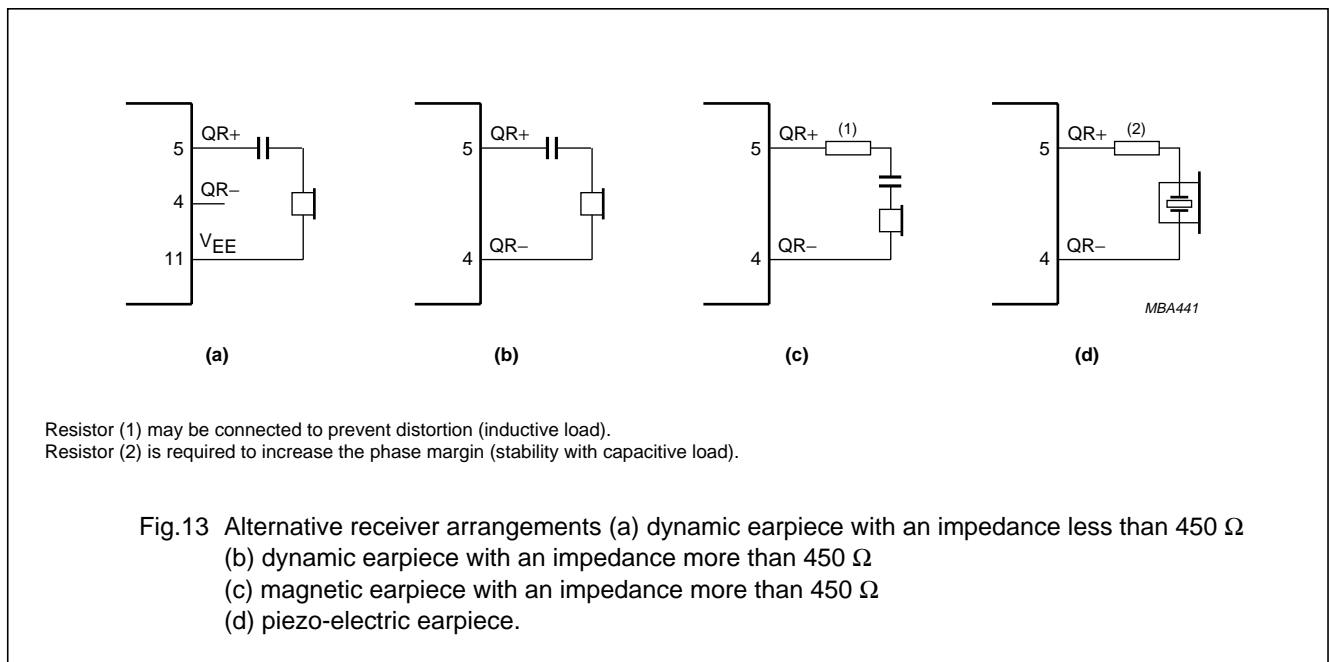 QR+
5
QR−
4
VEE
11
(a)
QR+
5
QR−
4
(b)
QR+
(1)
5
QR−
4
(c)
QR+
(2)
5
QR−
4
MBA441
(d)
Resistor (1) may be connected to prevent distortion (inductive load).
Resistor (2) is required to increase the phase margin (stability with capacitive load).
Fig.13 Alternative receiver arrangements (a) dynamic earpiece with an impedance less than 450 Ω
(b) dynamic earpiece with an impedance more than 450 Ω
(c) magnetic earpiece with an impedance more than 450 Ω
(d) piezo-electric earpiece.